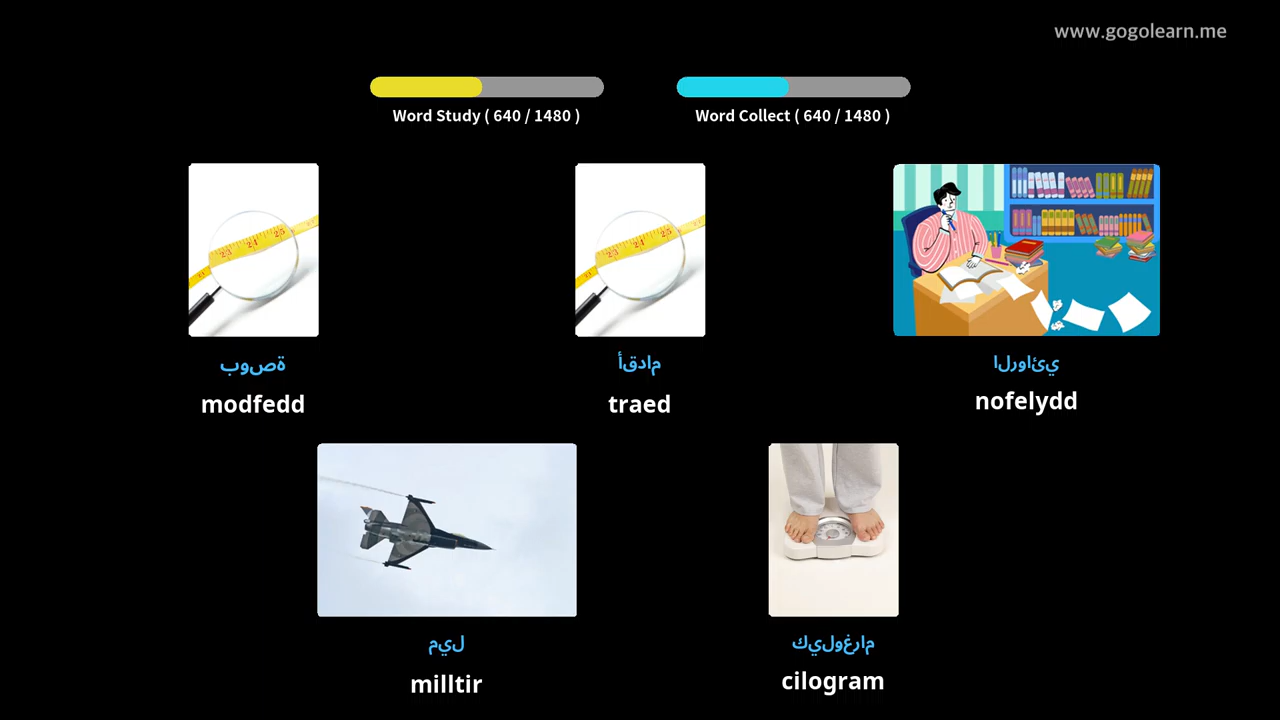 www.gogolearn.me
Word Study ( 640 / 1480 )
Word Collect ( 640 / 1480 )
بوصة
modfedd
أقدام
traed
الروائي
nofelydd
ميل
milltir
كيلوغرام
cilogram